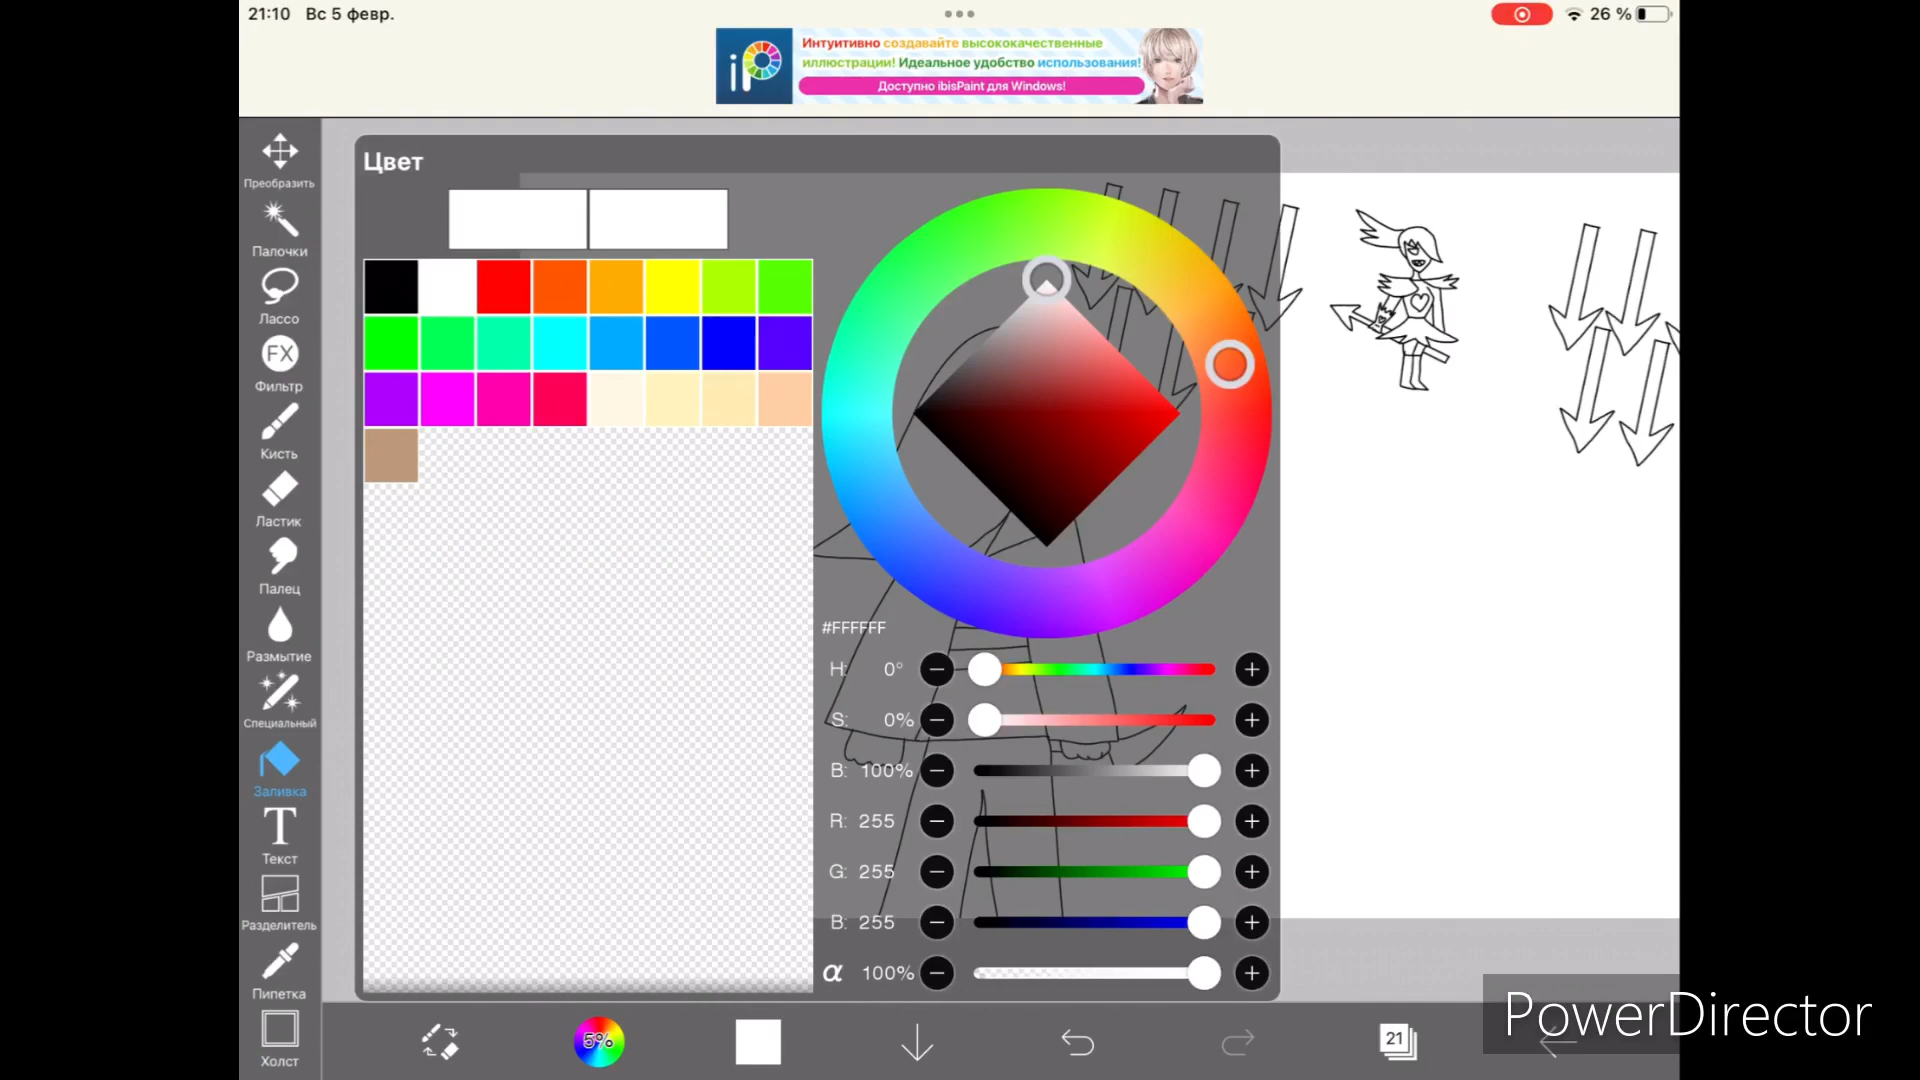 21:10 Вс 5 февр.
26 %
iP
Интуитивно создавайте высококачественные
иллюстрации! Идеальное удобство использования!
Доступно ibisPaint для Windows!
Преобразить
Палочки
Лассо
FX
Фильтр
Кисть
Ластик
Палец
Размытие
Специальный
Заливка
T
Текст
Разделитель
Пипетка
Холст
Цвет
#FFFFFF
H: 0°
S: 0%
B: 100%
R: 255
G: 255
B: 255
α 100%
5%
21
PowerDirector